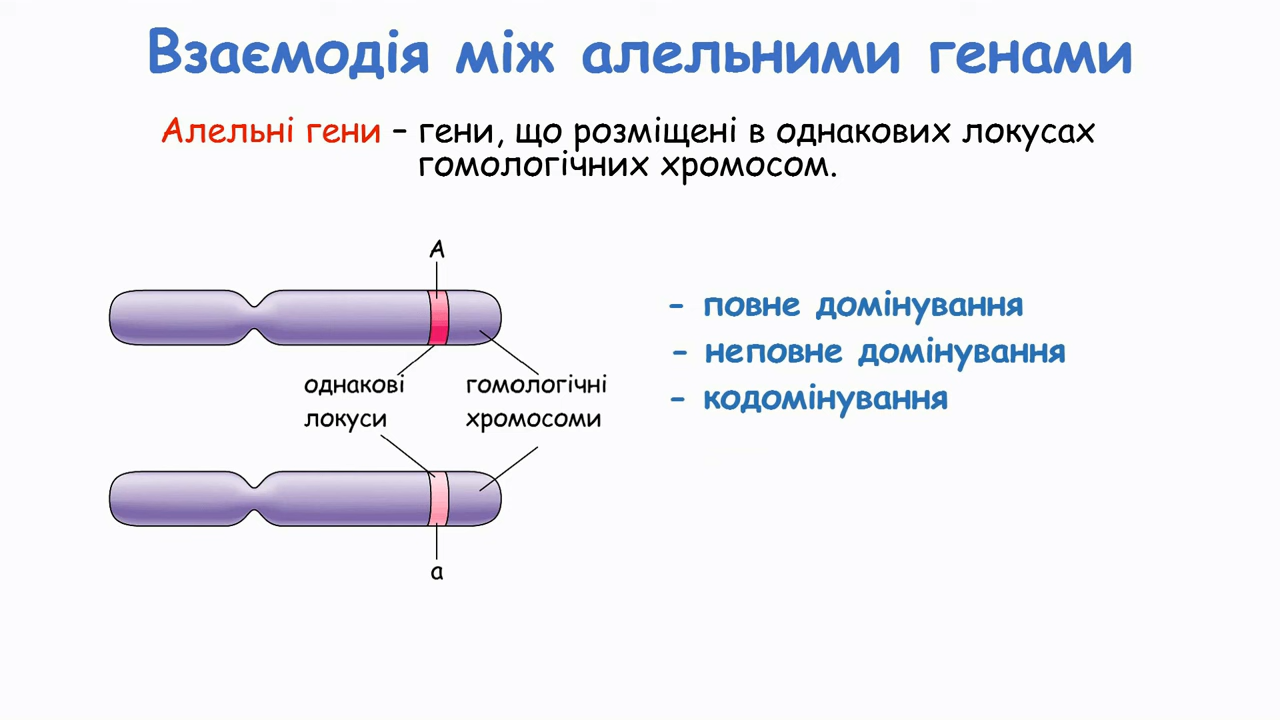 Взаємодія між алельними генами
Алельні гени – гени, що розміщені в однакових локусах
гомологічних хромосом.
А
однакові
локуси
гомологічні
хромосоми
а
- повне домінування
- неповне домінування
- кодомінування